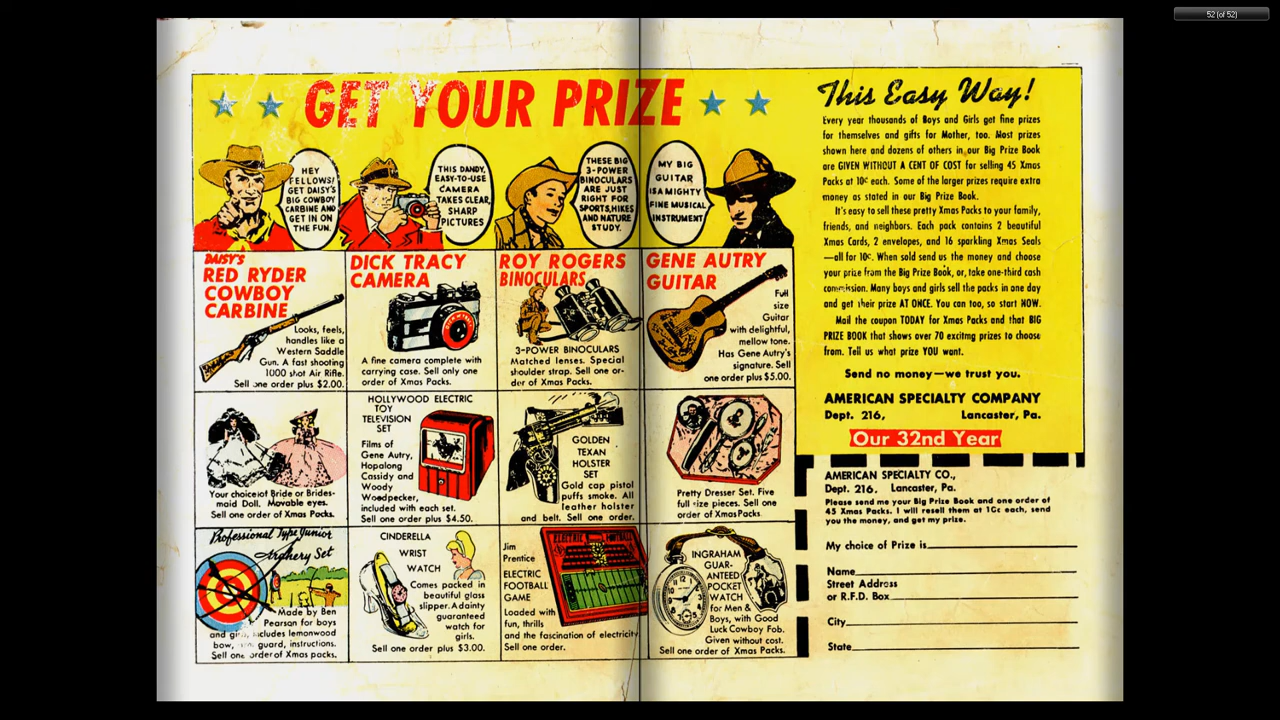 52 (of 52)
GET YOUR PRIZE
This Easy Way!
HEY
FELLOWS!
GET DAISY'S
BIG COWBOY
CARBINE AND
GET IN ON
THE FUN.
THIS DANDY,
EASY-TO-USE
CAMERA
TAKES CLEAR,
SHARP
PICTURES
THESE BIG
3-POWER
BINOCULARS
ARE JUST
RIGHT FOR
SPORTS, HIKES
AND NATURE
STUDY.
MY BIG
GUITAR
IS A MIGHTY
FINE MUSICAL
INSTRUMENT
DAISY'S
RED RYDER
COWBOY
CARBINE
Looks, feels,
handles like a
Western Saddle
Gun. A fast shooting
1000 shot Air Rifle.
Sell one order plus $2.00.
DICK TRACY
CAMERA
A fine camera complete with
carrying case. Sell only one
order of Xmas Packs.
ROY ROGERS
BINOCULARS
3-POWER BINOCULARS
Matched lenses. Special
shoulder strap. Sell one or-
der of Xmas Packs.
GENE AUTRY
GUITAR
Full
size
Guitar
with delightful,
mellow tone.
Has Gene Autry's
signature. Sell
one order plus $5.00.
Your choice of Bride or Brides-
maid Doll. Movable eyes.
Sell one order of Xmas Packs.
HOLLYWOOD ELECTRIC
TOY
TELEVISION
SET
Films of
Gene Autry,
Hopalong
Cassidy and
Woody
Woodpecker,
included with each set.
Sell one order plus $4.50.
GOLDEN
TEXAN
HOLSTER
SET
Gold cap pistol
puffs smoke. All
leather holster
and belt. Sell one order.
Pretty Dresser Set. Five
full size pieces. Sell one
order of Xmas Packs.
Professional Type Junior
Archery Set
Made by Ben
Pearson for boys
and girls, includes lemonwood
bow, guard, instructions.
Sell one order of Xmas packs.
CINDERELLA
WRIST
WATCH
Comes packed in
beautiful glass
slipper. A dainty
guaranteed
watch for
girls.
Sell one order plus $3.00.
Jim
Prentice
ELECTRIC
FOOTBALL
GAME
Loaded with
fun, thrills
and the fascination of electricity.
Sell one order.
ELECTRIC FOOTBALL
INGRAHAM
GUAR-
ANTEED
POCKET
WATCH
for Men &
Boys, with Good
Luck Cowboy Fob.
Given without cost.
Sell one order of Xmas Packs.
Every year thousands of Boys and Girls get fine prizes
for themselves and gifts for Mother, too. Most prizes
shown here and dozens of others in our Big Prize Book
are GIVEN WITHOUT A CENT OF COST for selling 45 Xmas
Packs at 10¢ each. Some of the larger prizes require extra
money as stated in our Big Prize Book.
It's easy to sell these pretty Xmas Packs to your family,
friends, and neighbors. Each pack contains 2 beautiful
Xmas Cards, 2 envelopes, and 16 sparkling Xmas Seals
—all for 10¢. When sold send us the money and choose
your prize from the Big Prize Book, or, take one-third cash
commission. Many boys and girls sell the packs in one day
and get their prize AT ONCE. You can too, so start NOW.
Mail the coupon TODAY for Xmas Packs and that BIG
PRIZE BOOK that shows over 70 exciting prizes to choose
from. Tell us what prize YOU want.
Send no money—we trust you.
AMERICAN SPECIALTY COMPANY
Dept. 216, Lancaster, Pa.
Our 32nd Year
AMERICAN SPECIALTY CO.,
Dept. 216, Lancaster, Pa.
Please send me your Big Prize Book and one order of
45 Xmas Packs. I will resell them at 10¢ each, send
you the money, and get my prize.
My choice of Prize is
Name
Street Address
or R.F.D. Box
City
State